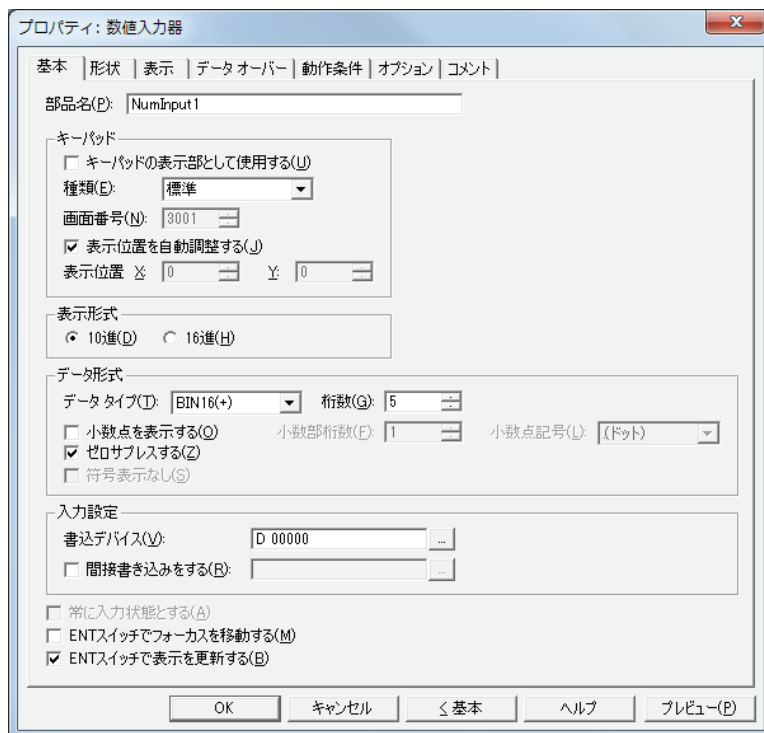 プロパティ: 数値入力器
基本 形状 表示 データ オーバー 動作条件 オプション コメント
部品名(P): NumInput1
キーパッド
キーパッドの表示部として使用する(U)
種類(E): 標準
画面番号(N): 3001
表示位置を自動調整する(J)
表示位置 X: 0 Y: 0
表示形式
10進(D) 16進(H)
データ形式
データ タイプ(T): BIN16(+) 桁数(G): 5
小数点を表示する(O) 小数部桁数(F): 1 小数点記号(L): .(ドット)
ゼロサプレスする(Z)
符号表示なし(S)
入力設定
書込デバイス(V): D 00000 ...
間接書き込みをする(R): ...
常に入力状態とする(A)
ENTスイッチでフォーカスを移動する(M)
ENTスイッチで表示を更新する(B)
OK キャンセル < 基本 ヘルプ プレビュー(P)